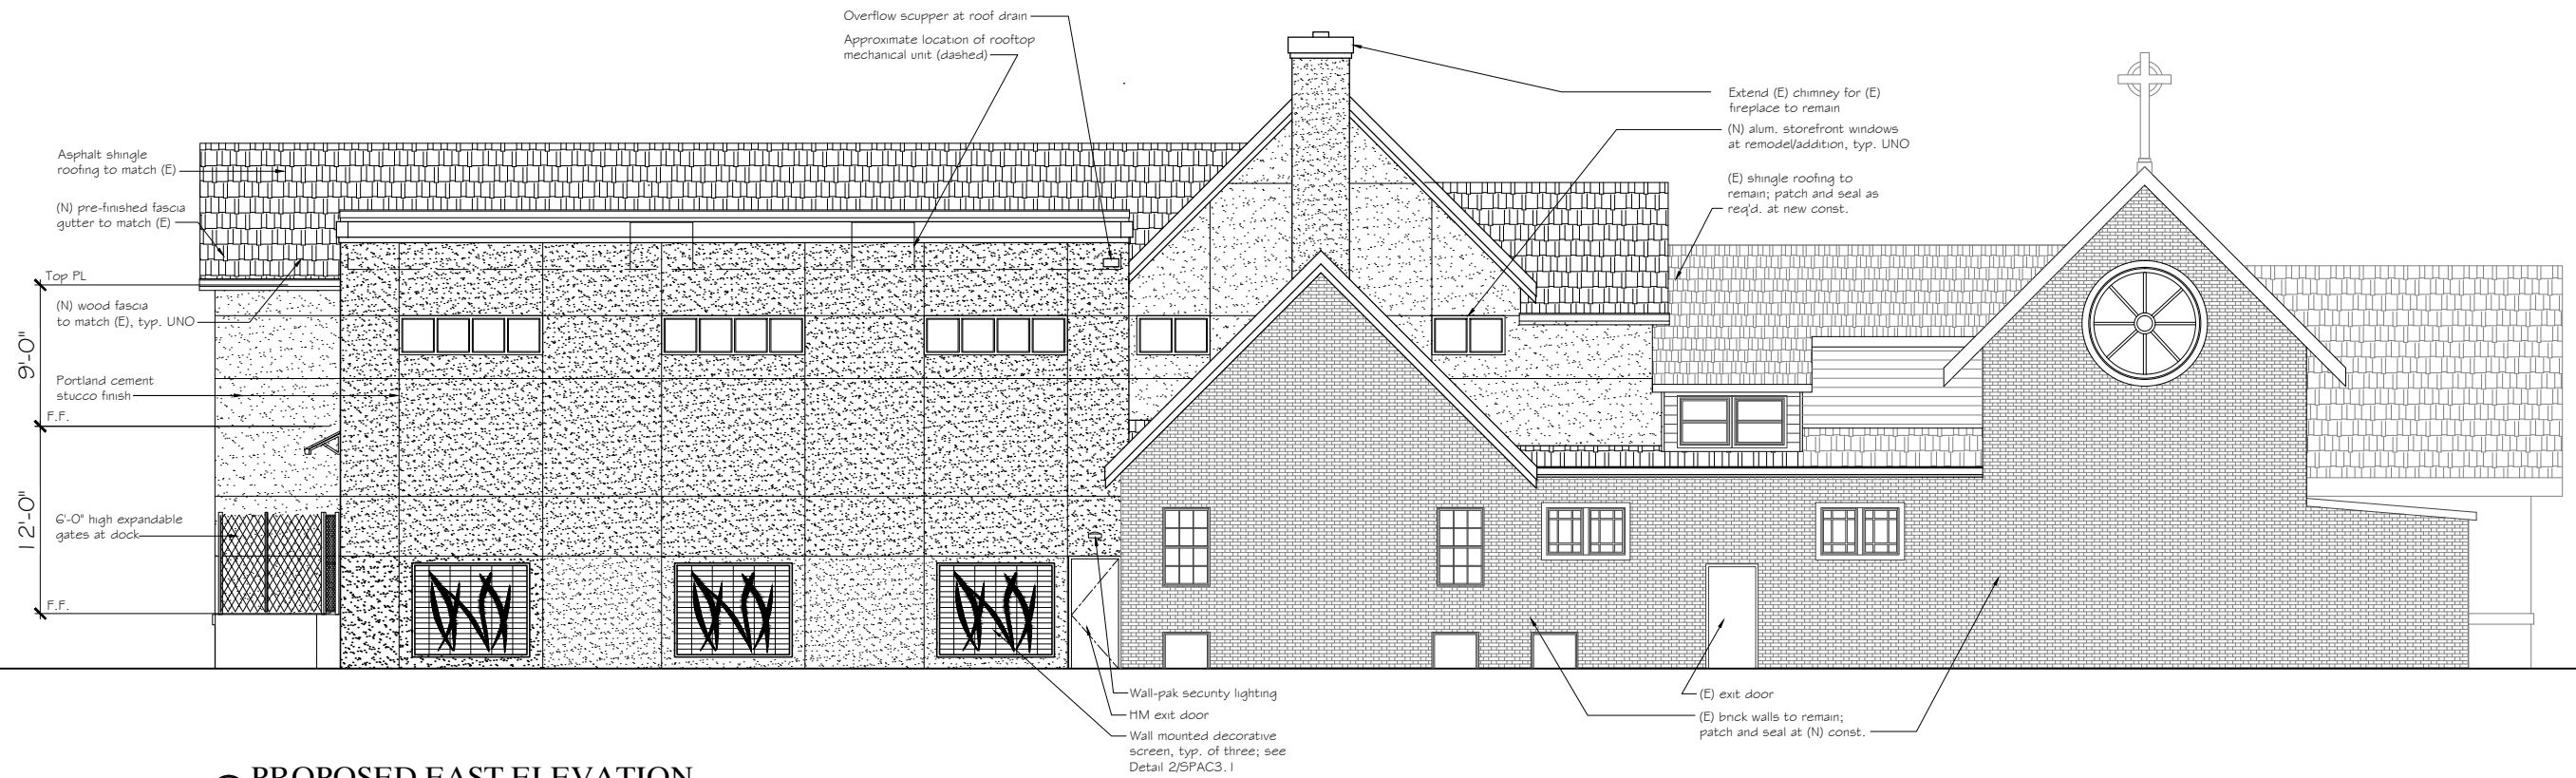 Overflow scupper at roof drain
Approximate location of rooftop
mechanical unit (dashed)
Extend (E) chimney for (E)
fireplace to remain
(N) alum. storefront windows
at remodel/addition, typ. UNO
(E) shingle roofing to
remain; patch and seal as
req'd. at new const.
Asphalt shingle
roofing to match (E)
(N) pre-finished fascia
gutter to match (E)
Top PL
(N) wood fascia
to match (E), typ. UNO
9'-0"
Portland cement
stucco finish
F.F.
12'-0"
6'-0" high expandable
gates at dock
F.F.
Wall-pak security lighting
HM exit door
Wall mounted decorative
screen, typ. of three; see
Detail 2/SPAC3.1
(E) exit door
(E) brick walls to remain;
patch and seal at (N) const.
PROPOSED EAST ELEVATION